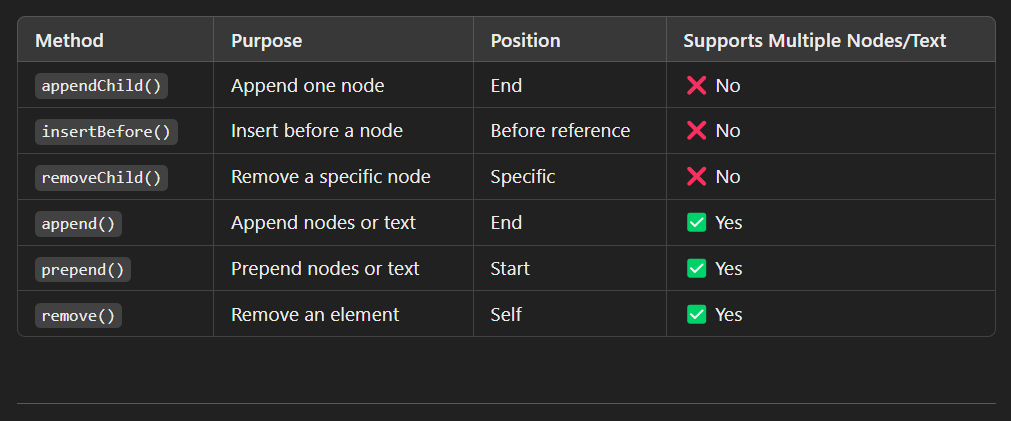 Method Purpose Position Supports Multiple Nodes/Text
appendChild() Append one node End ❌ No
insertBefore() Insert before a node Before reference ❌ No
removeChild() Remove a specific node Specific ❌ No
append() Append nodes or text End ✅ Yes
prepend() Prepend nodes or text Start ✅ Yes
remove() Remove an element Self ✅ Yes